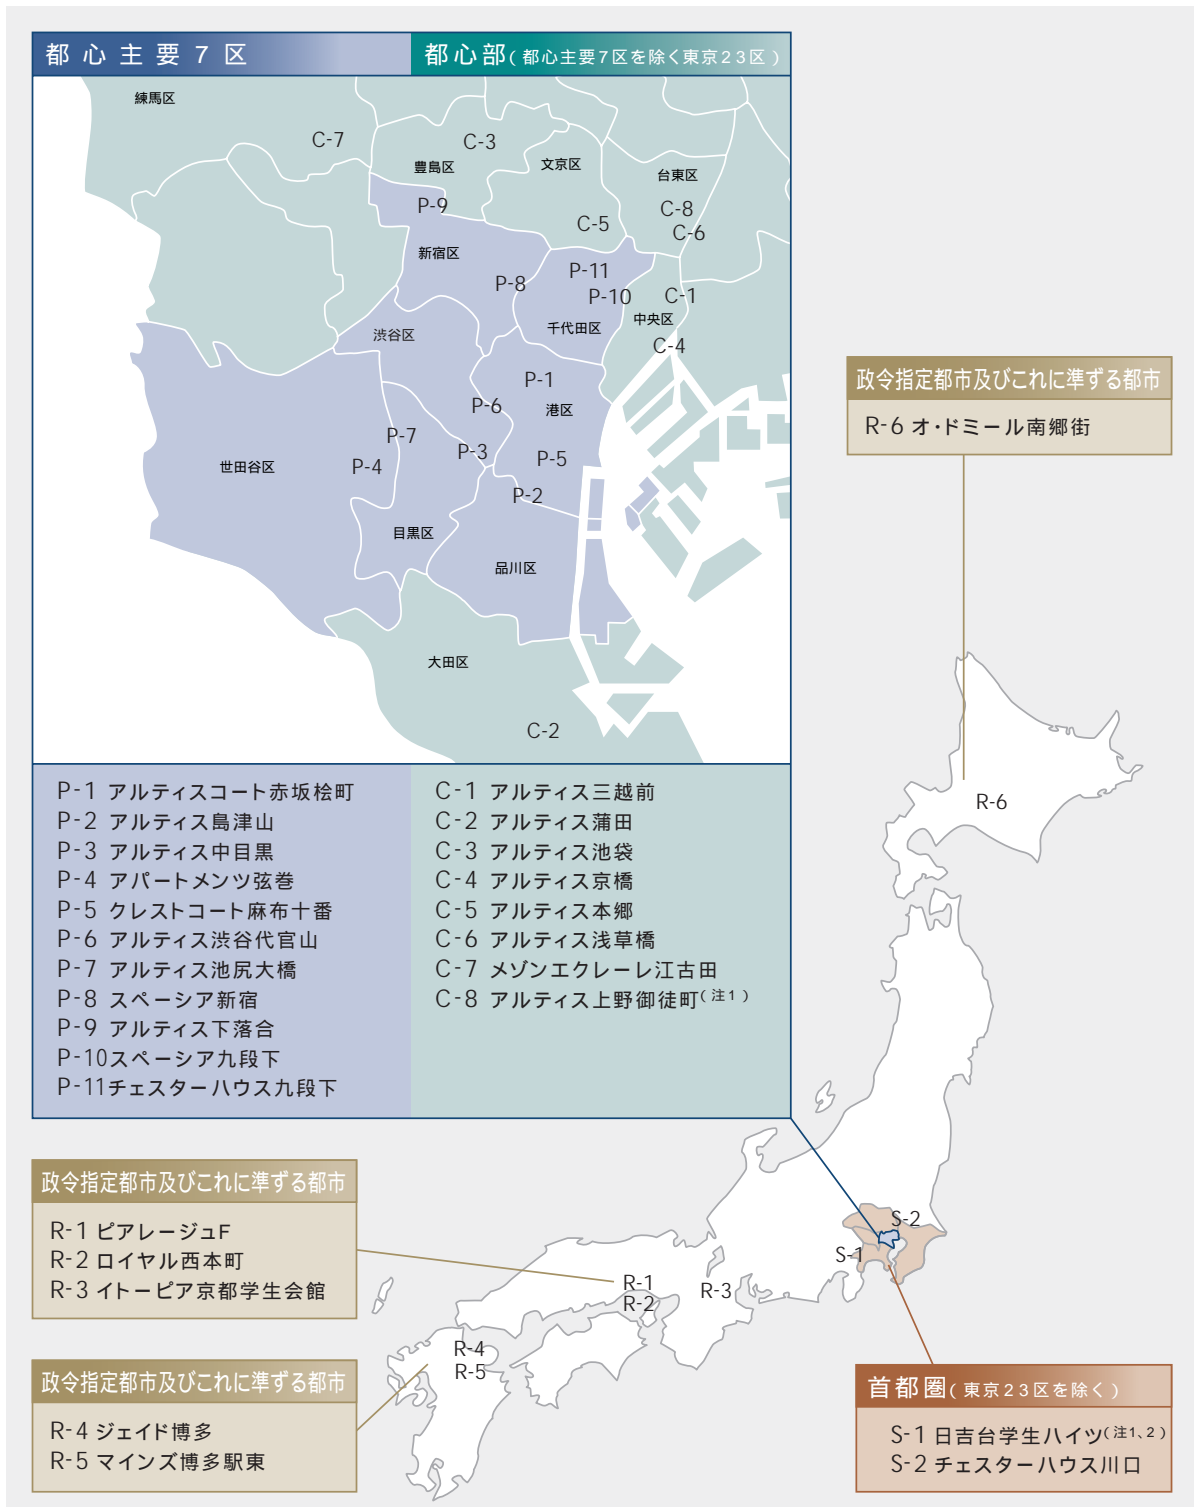 都心主要7区
都心部(都心主要7区を除く東京23区)
練馬区
C-7
C-3
豊島区
文京区
台東区
P-9
C-8
C-5
C-6
新宿区
P-11
P-8
P-10
C-1
中央区
千代田区
渋谷区
C-4
P-1
P-6
港区
P-7
P-3
P-5
世田谷区
P-4
P-2
目黒区
品川区
大田区
C-2
P-1 アルティスコート赤坂桧町
P-2 アルティス島津山
P-3 アルティス中目黒
P-4 アパートメンツ弦巻
P-5 クレストコート麻布十番
P-6 アルティス渋谷代官山
P-7 アルティス池尻大橋
P-8 スペーシア新宿
P-9 アルティス下落合
P-10スペーシア九段下
P-11チェスターハウス九段下
C-1 アルティス三越前
C-2 アルティス蒲田
C-3 アルティス池袋
C-4 アルティス京橋
C-5 アルティス本郷
C-6 アルティス浅草橋
C-7 メゾンエクレーレ江古田
C-8 アルティス上野御徒町(注1)
政令指定都市及びこれに準ずる都市
R-6 オ・ドミール南郷街
R-6
政令指定都市及びこれに準ずる都市
R-1 ピアレージュF
R-2 ロイヤル西本町
R-3 イトーピア京都学生会館
S-2
S-1
R-1
R-2
R-3
R-4
R-5
政令指定都市及びこれに準ずる都市
R-4 ジェイド博多
R-5 マインズ博多駅東
首都圏(東京23区を除く)
S-1 日吉台学生ハイツ(注1、2)
S-2 チェスターハウス川口